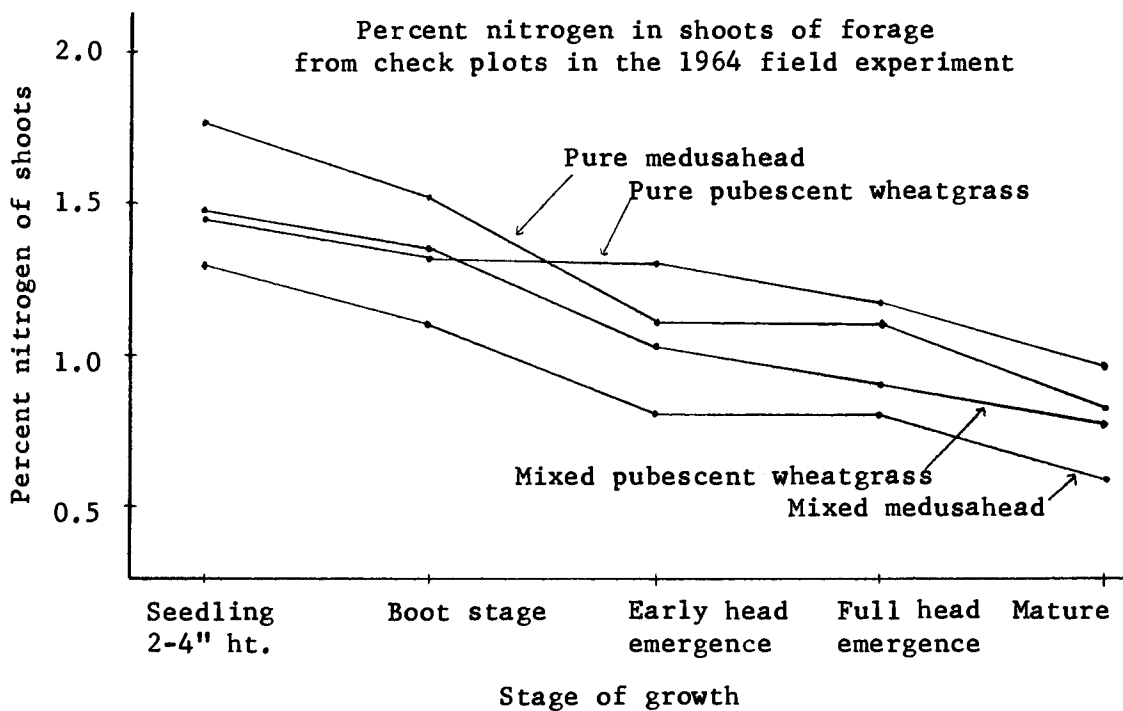 Percent nitrogen in shoots of forage
from check plots in the 1964 field experiment
Percent nitrogen of shoots
2.0
1.5
1.0
0.5
Pure medusahead
Pure pubescent wheatgrass
Mixed pubescent wheatgrass
Mixed medusahead
Seedling
2-4" ht.
Boot stage
Early head
emergence
Full head
emergence
Mature
Stage of growth